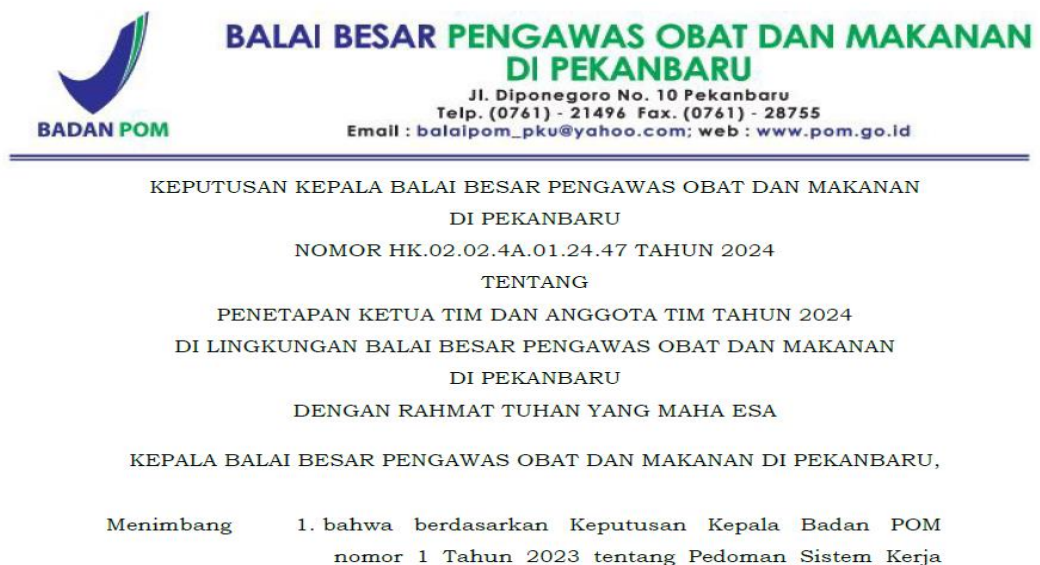 BADAN POM
BALAI BESAR PENGAWAS OBAT DAN MAKANAN
DI PEKANBARU
Jl. Diponegoro No. 10 Pekanbaru
Telp. (0761) - 21496 Fax. (0761) - 28755
Email : balaipom_pku@yahoo.com; web : www.pom.go.id
KEPUTUSAN KEPALA BALAI BESAR PENGAWAS OBAT DAN MAKANAN
DI PEKANBARU
NOMOR HK.02.02.4A.01.24.47 TAHUN 2024
TENTANG
PENETAPAN KETUA TIM DAN ANGGOTA TIM TAHUN 2024
DI LINGKUNGAN BALAI BESAR PENGAWAS OBAT DAN MAKANAN
DI PEKANBARU
DENGAN RAHMAT TUHAN YANG MAHA ESA
KEPALA BALAI BESAR PENGAWAS OBAT DAN MAKANAN DI PEKANBARU,
Menimbang 1. bahwa berdasarkan Keputusan Kepala Badan POM
nomor 1 Tahun 2023 tentang Pedoman Sistem Kerja